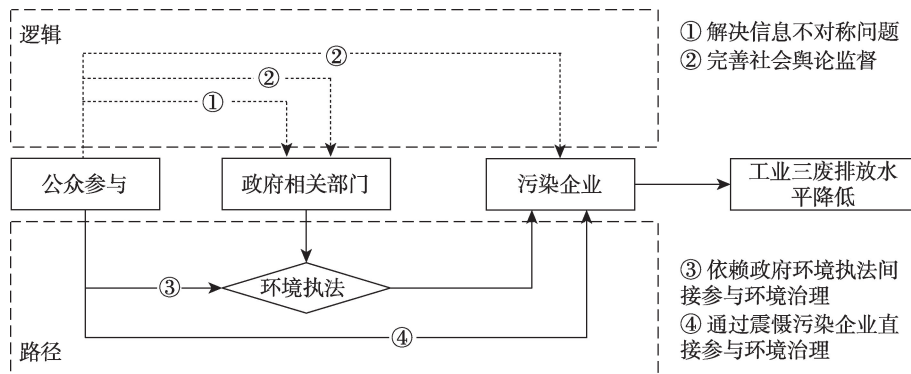 逻辑
②
②
①
① 解决信息不对称问题
② 完善社会舆论监督
公众参与
政府相关部门
污染企业
工业三废排放水
平降低
③
环境执法
④
路径
③ 依赖政府环境执法间
接参与环境治理
④ 通过震慑污染企业直
接参与环境治理